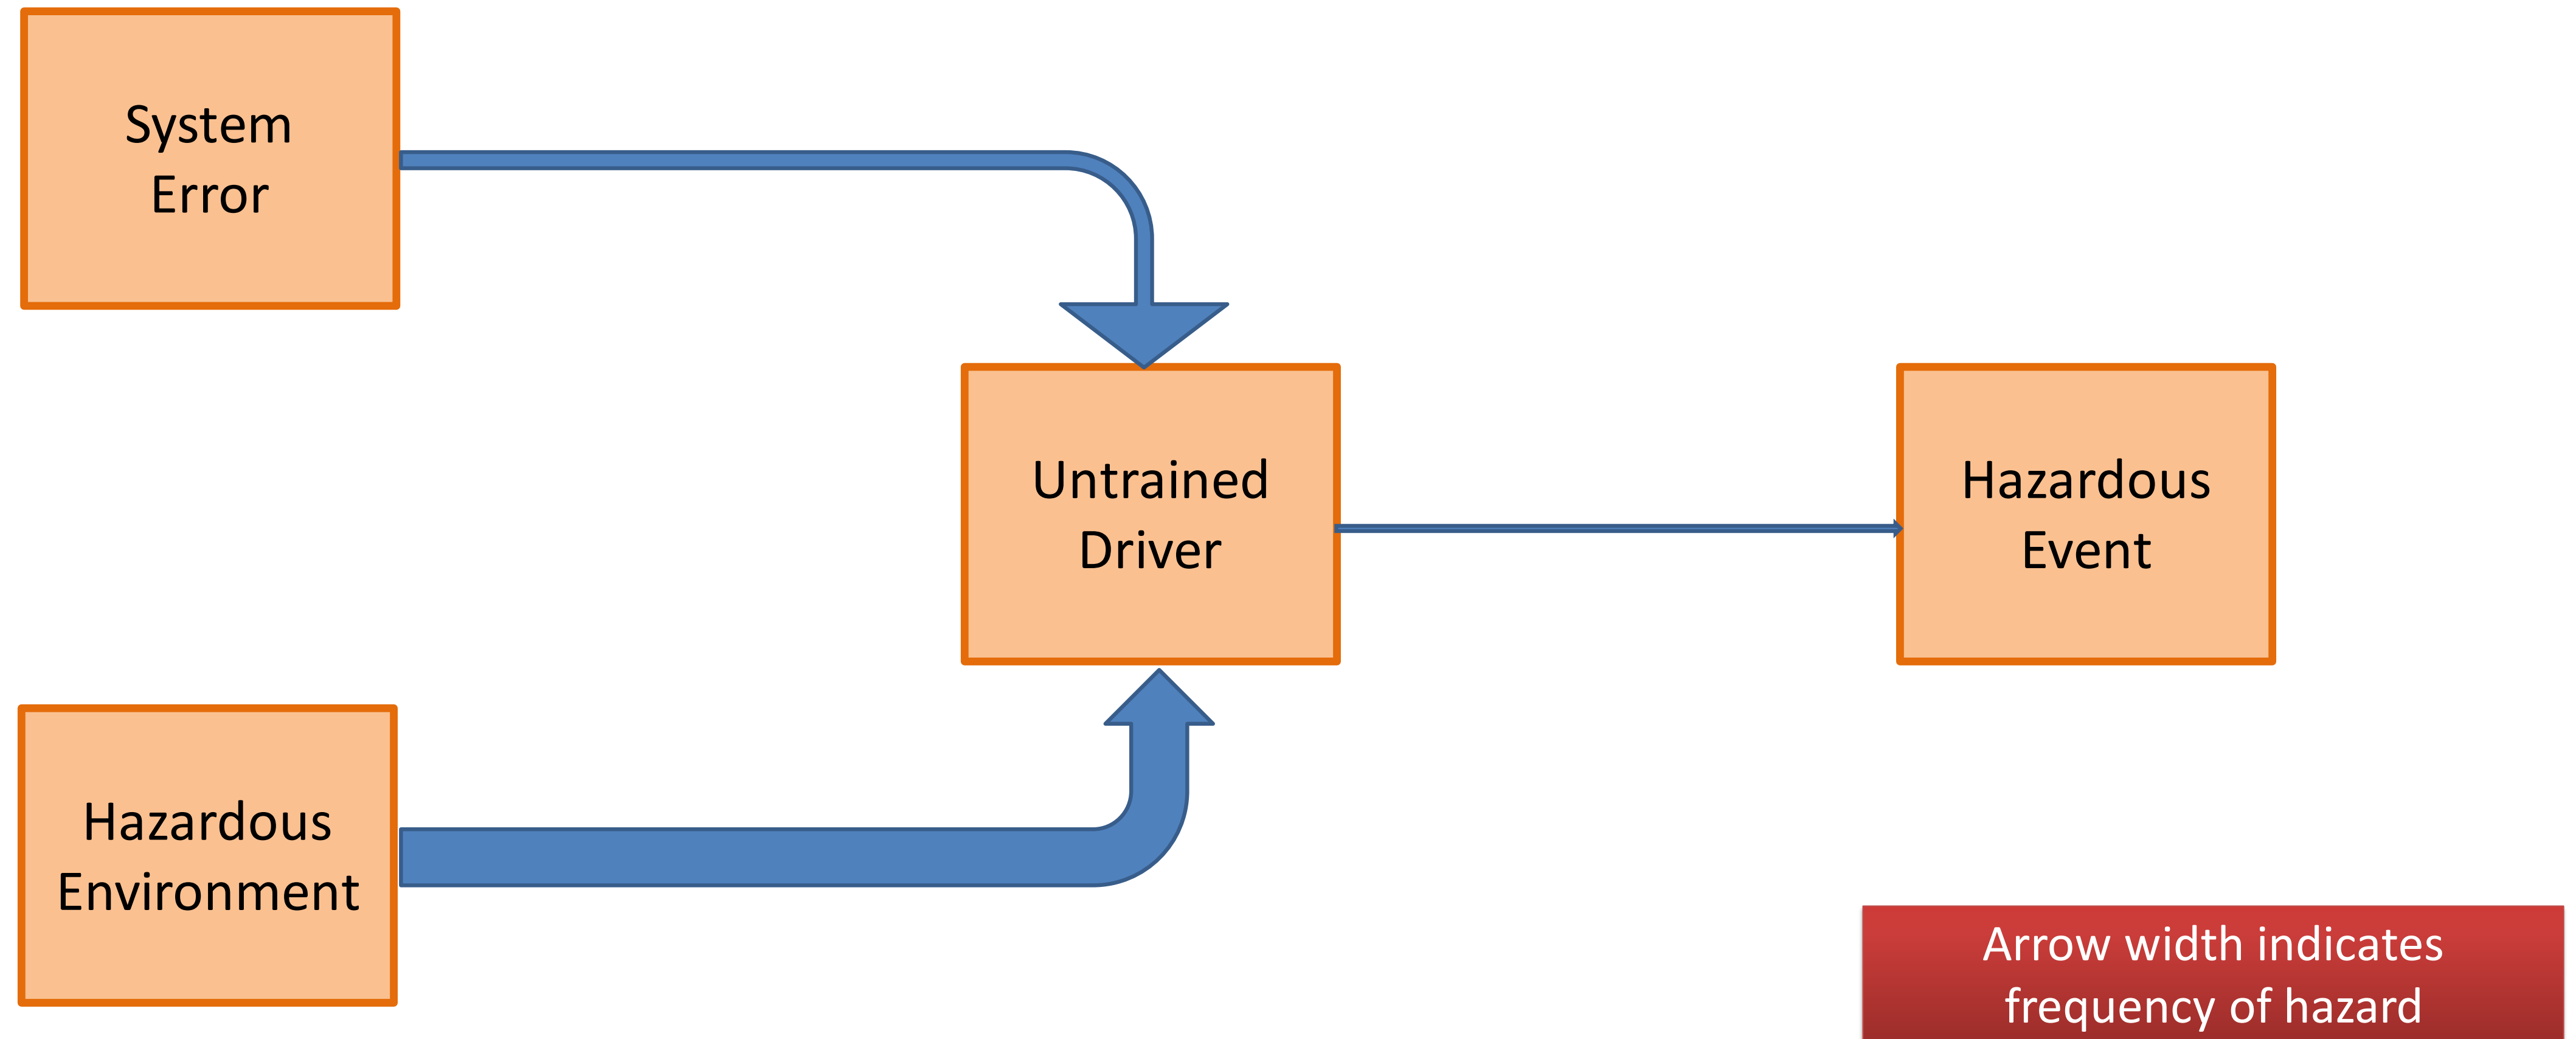 System
Error
Untrained
Driver
Hazardous
Event
Hazardous
Environment
Arrow width indicates
frequency of hazard